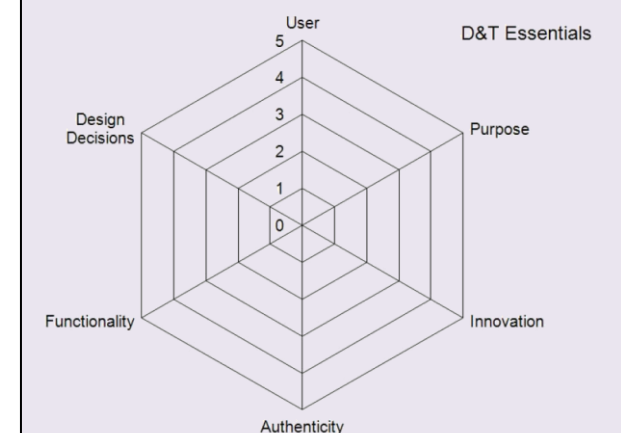 User
D&T Essentials
5
4
3
2
1
0
Design
Decisions
Purpose
Functionality
Innovation
Authenticity